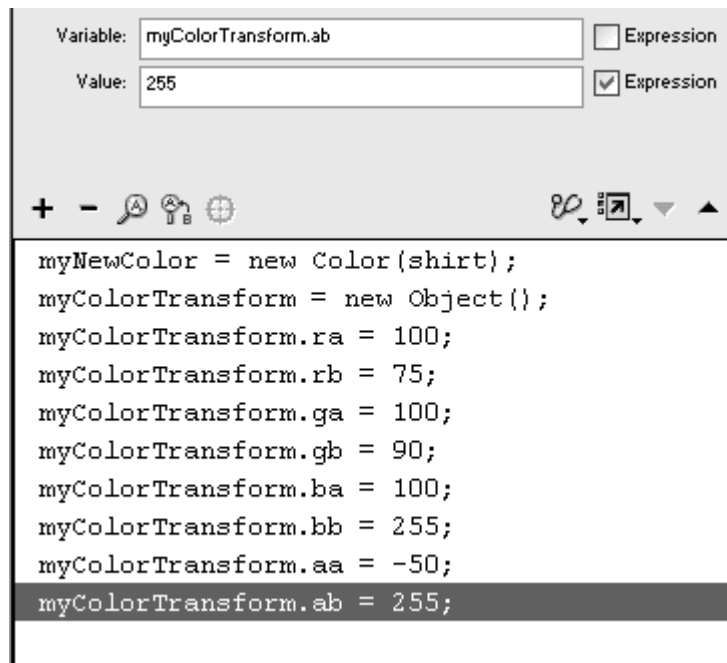 Variable: myColorTransform.ab Expression
Value: 255 Expression
myNewColor = new Color(shirt);
myColorTransform = new Object();
myColorTransform.ra = 100;
myColorTransform.rb = 75;
myColorTransform.ga = 100;
myColorTransform.gb = 90;
myColorTransform.ba = 100;
myColorTransform.bb = 255;
myColorTransform.aa = -50;
myColorTransform.ab = 255;